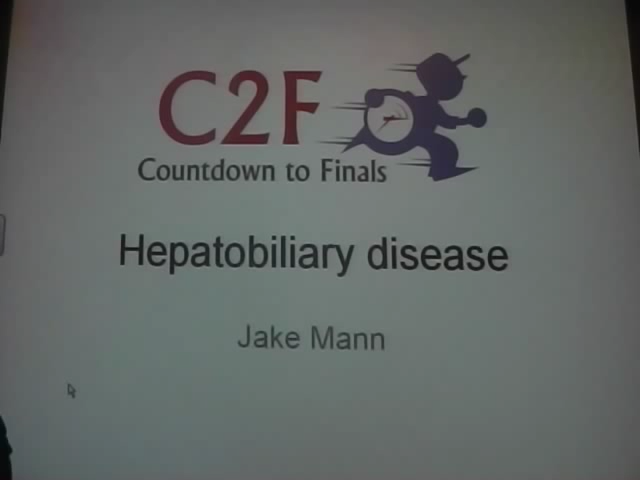 C2F
Countdown to Finals
Hepatobiliary disease
Jake Mann